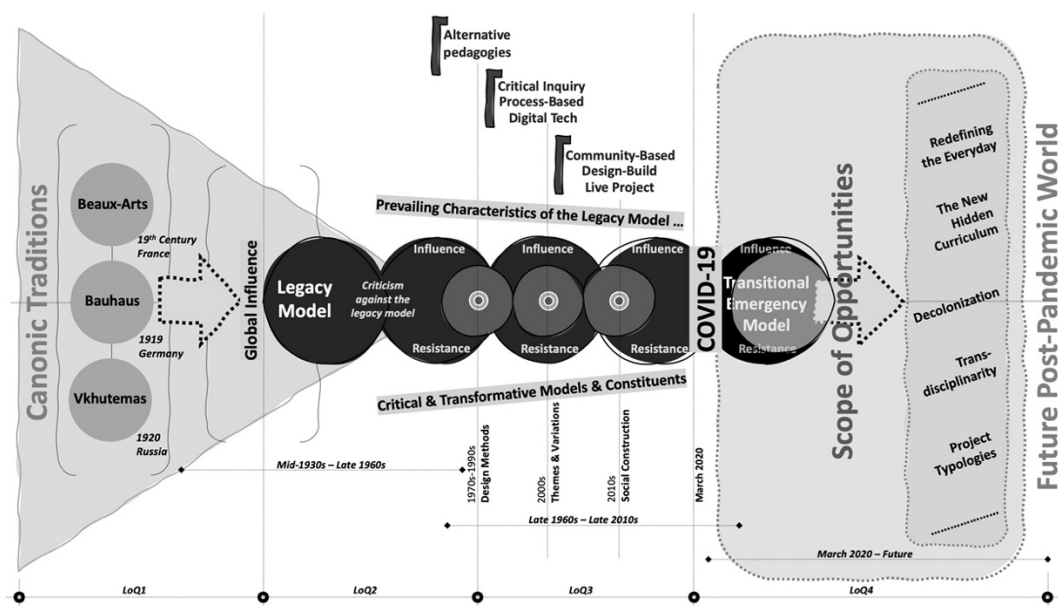 Canonic Traditions
Beaux-Arts
19th Century
France
Bauhaus
1919
Germany
Vkhutemas
1920
Russia
Global Influence
Legacy
Model
Criticism
against the
legacy model
Alternative
pedagogies
Critical Inquiry
Process-Based
Digital Tech
Community-Based
Design-Build
Live Project
Prevailing Characteristics of the Legacy Model ...
Influence
Influence
Influence
Influence
Resistance
Resistance
Resistance
Resistance
Critical & Transformative Models & Constituents
COVID-19
Transitional
Emergency
Model
Scope of Opportunities
Redefining
the Everyday
The New
Hidden
Curriculum
Decolonization
Trans-
disciplinarity
Project
Typologies
Future Post-Pandemic World
Mid-1930s – Late 1960s
1970s-1990s
Design Methods
2000s
Themes & Variations
2010s
Social Construction
March 2020
Late 1960s – Late 2010s
March 2020 – Future
LoQ1
LoQ2
LoQ3
LoQ4